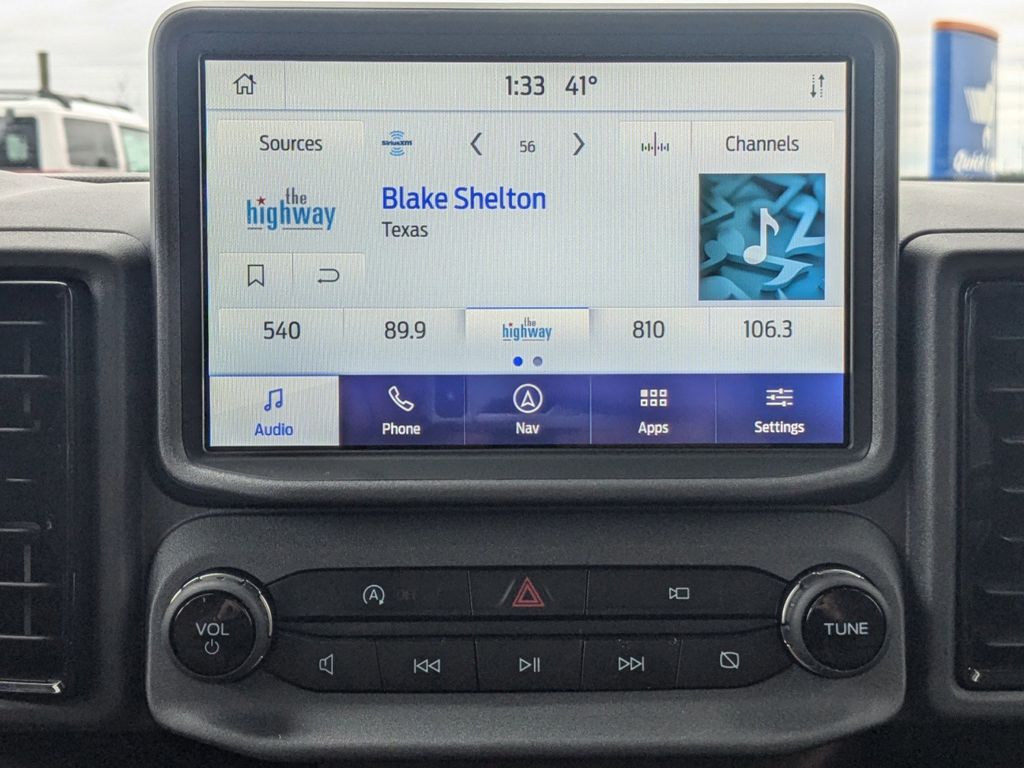 1:33 41°
Sources
SiriusXM
56
Channels
the
highway
Blake Shelton
Texas
540
89.9
the
highway
810
106.3
Audio
Phone
Nav
Apps
Settings
A
VOL
TUNE
Quick